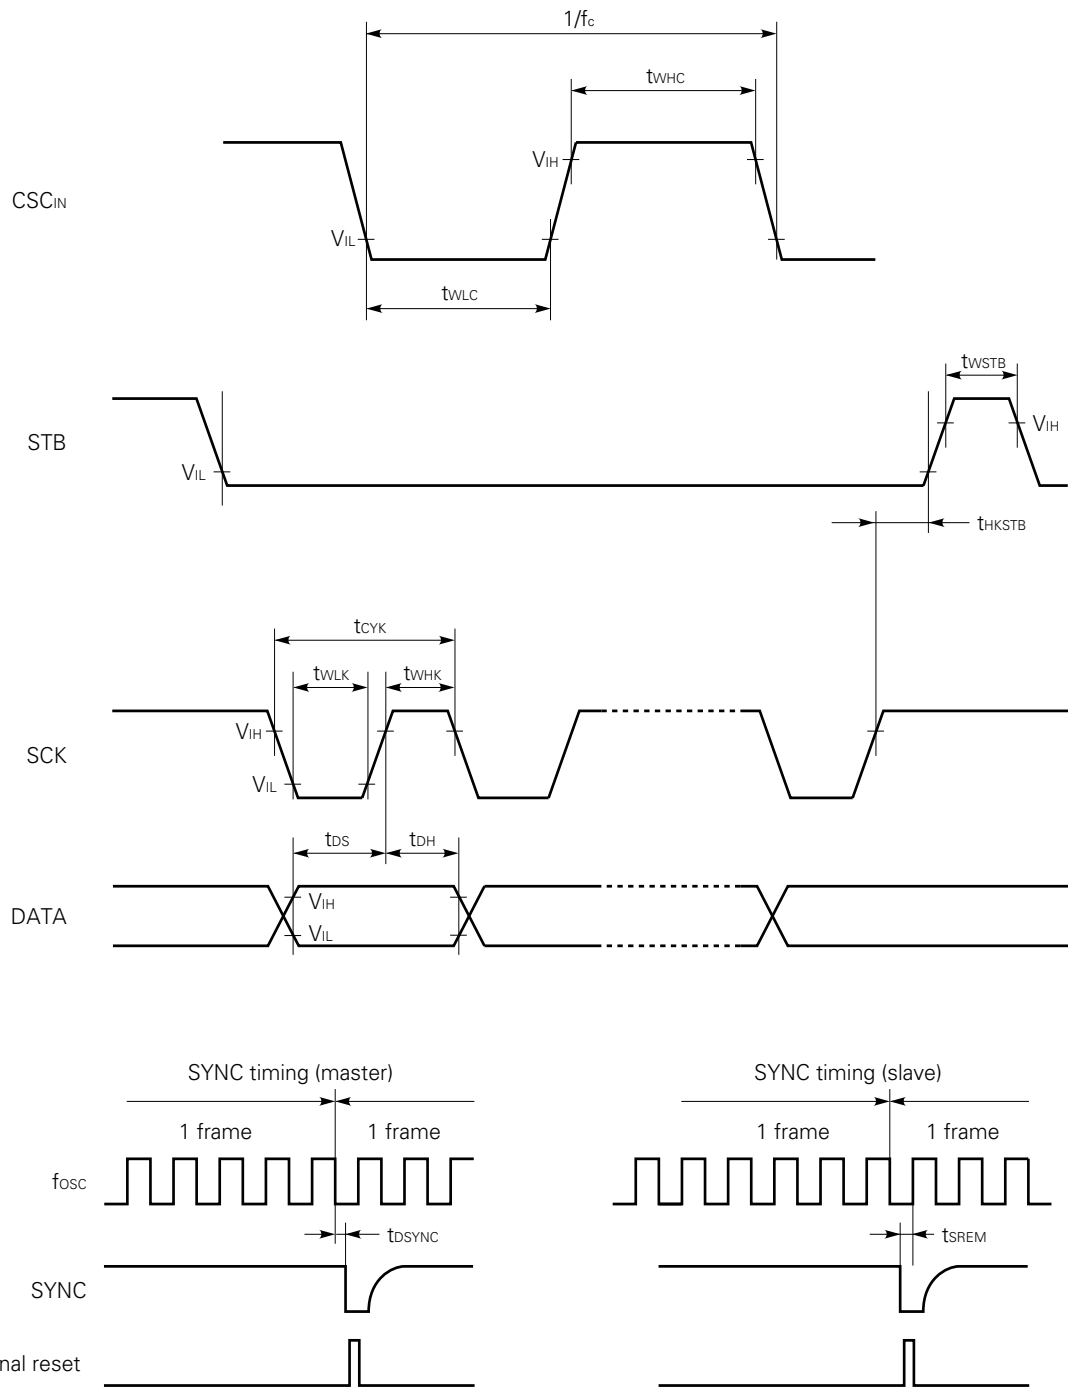 1/fc
tWHC
VIH
CSCIN
VIL
tWLC
tWSTB
STB
VIH
VIL
tHKSTB
tCYK
tWLK tWHK
VIH
SCK
VIL
tDS tDH
VIH
DATA
VIL
SYNC timing (master) SYNC timing (slave)
1 frame 1 frame 1 frame 1 frame
fOSC
tDSYNC tSREM
SYNC
nal reset